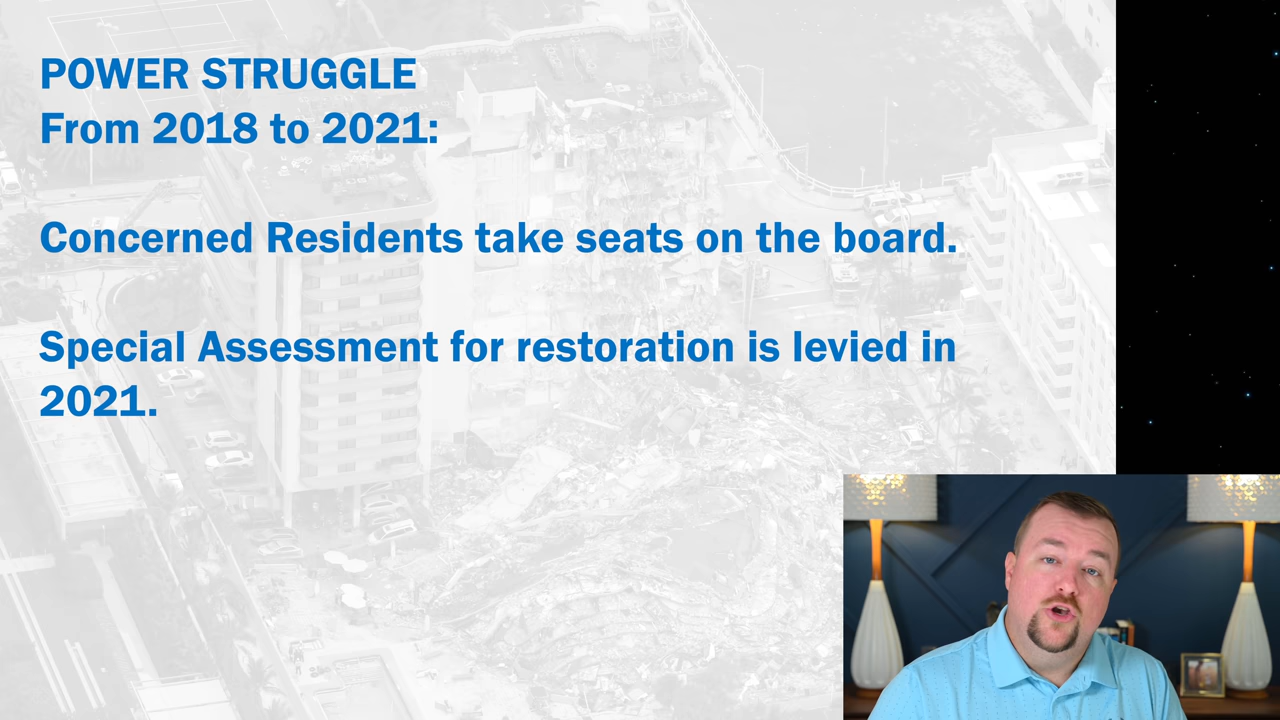 POWER STRUGGLE
From 2018 to 2021:
Concerned Residents take seats on the board.
Special Assessment for restoration is levied in
2021.